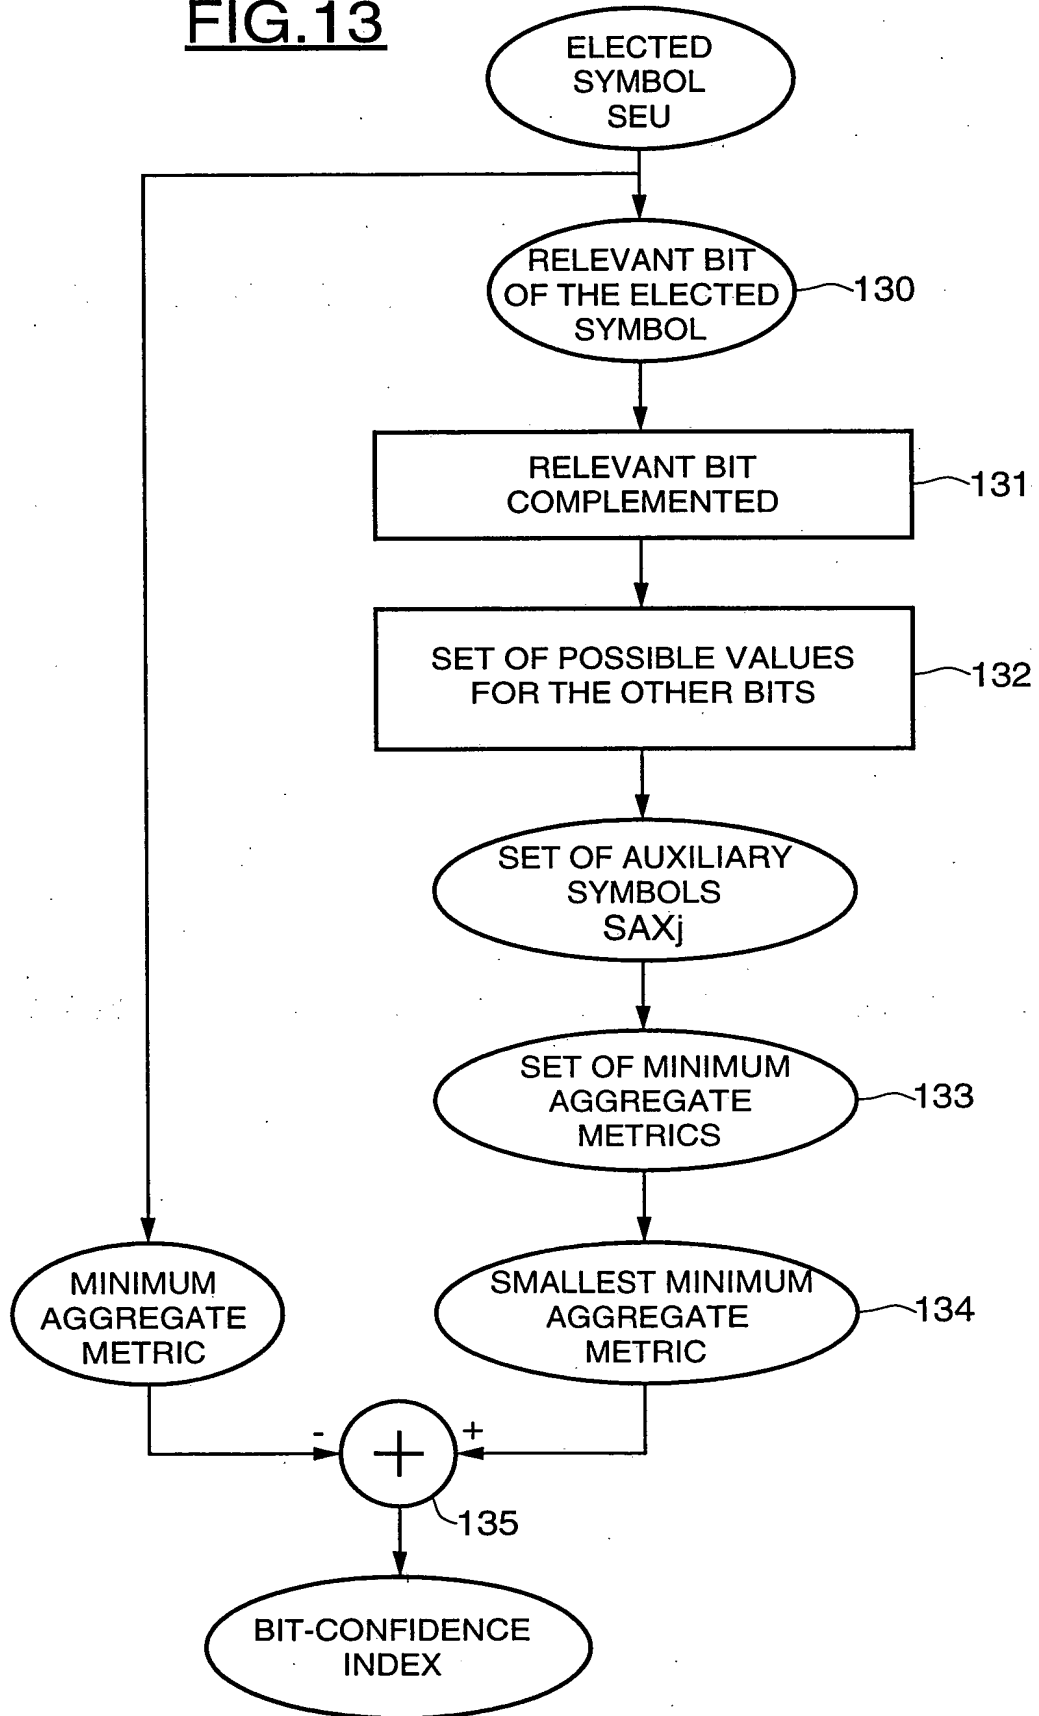 FIG.13
ELECTED
SYMBOL
SEU
RELEVANT BIT
OF THE ELECTED
SYMBOL
130
RELEVANT BIT
COMPLEMENTED
131
SET OF POSSIBLE VALUES
FOR THE OTHER BITS
132
SET OF AUXILIARY
SYMBOLS
SAXj
SET OF MINIMUM
AGGREGATE
METRICS
133
MINIMUM
AGGREGATE
METRIC
SMALLEST MINIMUM
AGGREGATE
METRIC
134
- + +
135
BIT-CONFIDENCE
INDEX